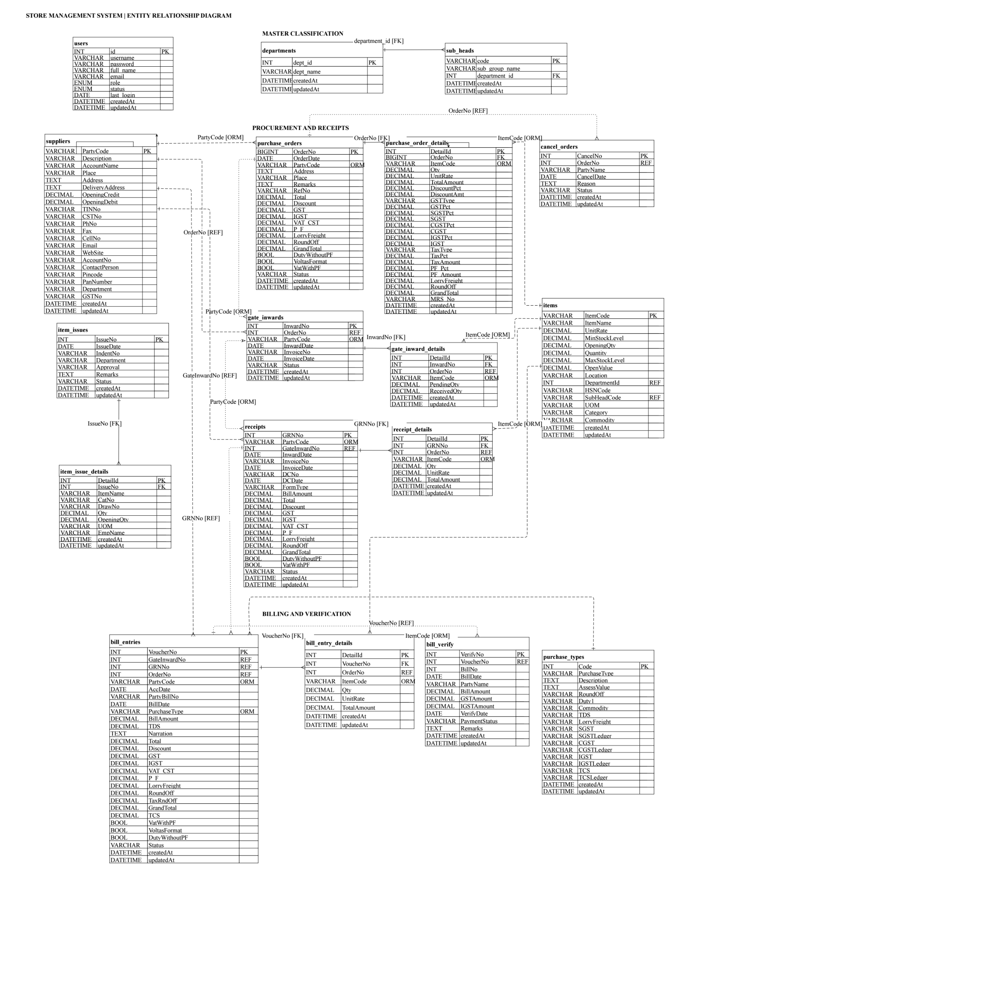 STORE MANAGEMENT SYSTEM | ENTITY RELATIONSHIP DIAGRAM
users
INT id PK
VARCHAR username
VARCHAR password
VARCHAR full_name
VARCHAR email
ENUM role
ENUM status
DATE last_login
DATETIME createdAt
DATETIME updatedAt
MASTER CLASSIFICATION
department_id [FK]
departments
INT dept_id PK
VARCHAR dept_name
DATETIME createdAt
DATETIME updatedAt
sub_heads
VARCHAR code PK
VARCHAR sub_group_name
INT department_id FK
DATETIME createdAt
DATETIME updatedAt
OrderNo [REF]
PROCUREMENT AND RECEIPTS
suppliers
VARCHAR PartyCode PK
VARCHAR Description
VARCHAR AccountName
VARCHAR Place
TEXT Address
TEXT DeliveryAddress
DECIMAL OpeningCredit
DECIMAL OpeningDebit
VARCHAR TINNo
VARCHAR CSTNo
VARCHAR PhNo
VARCHAR Fax
VARCHAR CellNo
VARCHAR Email
VARCHAR WebSite
VARCHAR AccountNo
VARCHAR ContactPerson
VARCHAR Pincode
VARCHAR PanNumber
VARCHAR Department
VARCHAR GSTNo
DATETIME createdAt
DATETIME updatedAt
PartyCode [ORM]
purchase_orders
BIGINT OrderNo PK
DATE OrderDate
VARCHAR PartyCode ORM
TEXT Address
VARCHAR Place
TEXT Remarks
VARCHAR RefNo
DECIMAL Total
DECIMAL Discount
DECIMAL GST
DECIMAL IGST
DECIMAL VAT_CST
DECIMAL P_F
DECIMAL LorryFreight
DECIMAL RoundOff
DECIMAL GrandTotal
BOOL DutyWithoutPF
BOOL VoltasFormat
BOOL VatWithPF
VARCHAR Status
DATETIME createdAt
DATETIME updatedAt
OrderNo [FK]
purchase_order_details
INT DetailId PK
BIGINT OrderNo FK
VARCHAR ItemCode ORM
DECIMAL Qty
DECIMAL UnitRate
DECIMAL TotalAmount
DECIMAL DiscountPct
DECIMAL DiscountAmt
VARCHAR GSTType
DECIMAL GSTPct
DECIMAL SGSTPct
DECIMAL SGST
DECIMAL CGSTPct
DECIMAL CGST
DECIMAL IGSTPct
DECIMAL IGST
VARCHAR TaxType
DECIMAL TaxPct
DECIMAL TaxAmount
DECIMAL PF_Pct
DECIMAL PF_Amount
DECIMAL LorryFreight
DECIMAL RoundOff
DECIMAL GrandTotal
VARCHAR MRS_No
DATETIME createdAt
DATETIME updatedAt
ItemCode [ORM]
cancel_orders
INT CancelNo PK
INT OrderNo REF
VARCHAR PartyName
DATE CancelDate
TEXT Reason
VARCHAR Status
DATETIME createdAt
DATETIME updatedAt
OrderNo [REF]
items
VARCHAR ItemCode PK
VARCHAR ItemName
DECIMAL UnitRate
DECIMAL MinStockLevel
DECIMAL OpeningQty
DECIMAL Quantity
DECIMAL MaxStockLevel
DECIMAL OpenValue
VARCHAR Location
INT DepartmentId REF
VARCHAR HSNCode
VARCHAR SubHeadCode REF
VARCHAR UOM
VARCHAR Category
VARCHAR Commodity
DATETIME createdAt
DATETIME updatedAt
PartyCode [ORM]
gate_inwards
INT InwardNo PK
INT OrderNo REF
VARCHAR PartyCode ORM
DATE InwardDate
VARCHAR InvoiceNo
DATE InvoiceDate
VARCHAR Status
DATETIME createdAt
DATETIME updatedAt
InwardNo [FK]
ItemCode [ORM]
gate_inward_details
INT DetailId PK
INT InwardNo FK
INT OrderNo REF
VARCHAR ItemCode ORM
DECIMAL PendingQty
DECIMAL ReceivedQty
DATETIME createdAt
DATETIME updatedAt
item_issues
INT IssueNo PK
DATE IssueDate
VARCHAR IndentNo
VARCHAR Department
VARCHAR Approval
TEXT Remarks
VARCHAR Status
DATETIME createdAt
DATETIME updatedAt
GateInwardNo [REF]
PartyCode [ORM]
IssueNo [FK]
receipts
INT GRNNo PK
VARCHAR PartyCode ORM
INT GateInwardNo REF
DATE InwardDate
VARCHAR InvoiceNo
DATE InvoiceDate
VARCHAR DCNo
DATE DCDate
VARCHAR FormType
DECIMAL BillAmount
DECIMAL Total
DECIMAL Discount
DECIMAL GST
DECIMAL IGST
DECIMAL VAT_CST
DECIMAL P_F
DECIMAL LorryFreight
DECIMAL RoundOff
DECIMAL GrandTotal
BOOL DutyWithoutPF
BOOL VatWithPF
VARCHAR Status
DATETIME createdAt
DATETIME updatedAt
GRNNo [FK]
receipt_details
INT DetailId PK
INT GRNNo FK
INT OrderNo REF
VARCHAR ItemCode ORM
DECIMAL Qty
DECIMAL UnitRate
DECIMAL TotalAmount
DATETIME createdAt
DATETIME updatedAt
ItemCode [ORM]
item_issue_details
INT DetailId PK
INT IssueNo FK
VARCHAR ItemName
VARCHAR CatNo
VARCHAR DrawNo
DECIMAL Qty
DECIMAL OpeningQty
VARCHAR UOM
VARCHAR EmpName
DATETIME createdAt
DATETIME updatedAt
GRNNo [REF]
BILLING AND VERIFICATION
VoucherNo [REF]
bill_entries
INT VoucherNo PK
INT GateInwardNo REF
INT GRNNo REF
INT OrderNo REF
VARCHAR PartyCode ORM
DATE AccDate
VARCHAR PartyBillNo
DATE BillDate
VARCHAR PurchaseType ORM
DECIMAL BillAmount
DECIMAL TDS
TEXT Narration
DECIMAL Total
DECIMAL Discount
DECIMAL GST
DECIMAL IGST
DECIMAL VAT_CST
DECIMAL P_F
DECIMAL LorryFreight
DECIMAL RoundOff
DECIMAL TaxRndOff
DECIMAL GrandTotal
DECIMAL TCS
BOOL VatWithPF
BOOL VoltasFormat
BOOL DutyWithoutPF
VARCHAR Status
DATETIME createdAt
DATETIME updatedAt
VoucherNo [FK]
bill_entry_details
INT DetailId PK
INT VoucherNo FK
INT OrderNo REF
VARCHAR ItemCode ORM
DECIMAL Qty
DECIMAL UnitRate
DECIMAL TotalAmount
DATETIME createdAt
DATETIME updatedAt
ItemCode [ORM]
bill_verify
INT VerifyNo PK
INT VoucherNo REF
INT BillNo
DATE BillDate
VARCHAR PartyName
DECIMAL BillAmount
DECIMAL GSTAmount
DECIMAL IGSTAmount
DATE VerifyDate
VARCHAR PaymentStatus
TEXT Remarks
DATETIME createdAt
DATETIME updatedAt
purchase_types
INT Code PK
VARCHAR PurchaseType
TEXT Description
TEXT AssessValue
VARCHAR RoundOff
VARCHAR Duty1
VARCHAR Commodity
VARCHAR TDS
VARCHAR LorryFreight
VARCHAR SGST
VARCHAR SGSTLedger
VARCHAR CGST
VARCHAR CGSTLedger
VARCHAR IGST
VARCHAR IGSTLedger
VARCHAR TCS
VARCHAR TCSLedger
DATETIME createdAt
DATETIME updatedAt